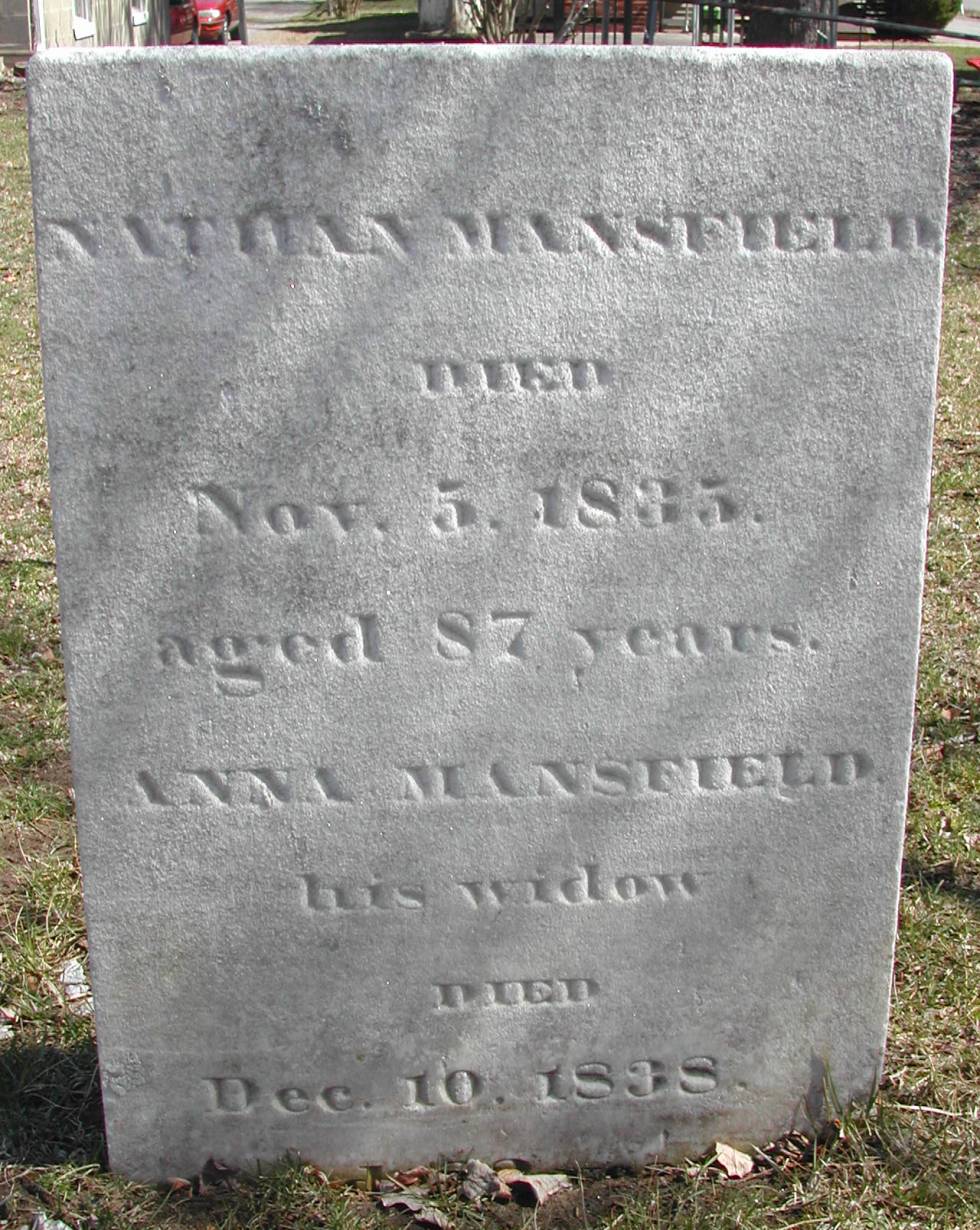 NATHAN MANSFIELD
DIED
Nov. 5. 1835.
aged 87 years.
ANNA MANSFIELD.
his widow
DIED
Dec. 10. 1838.